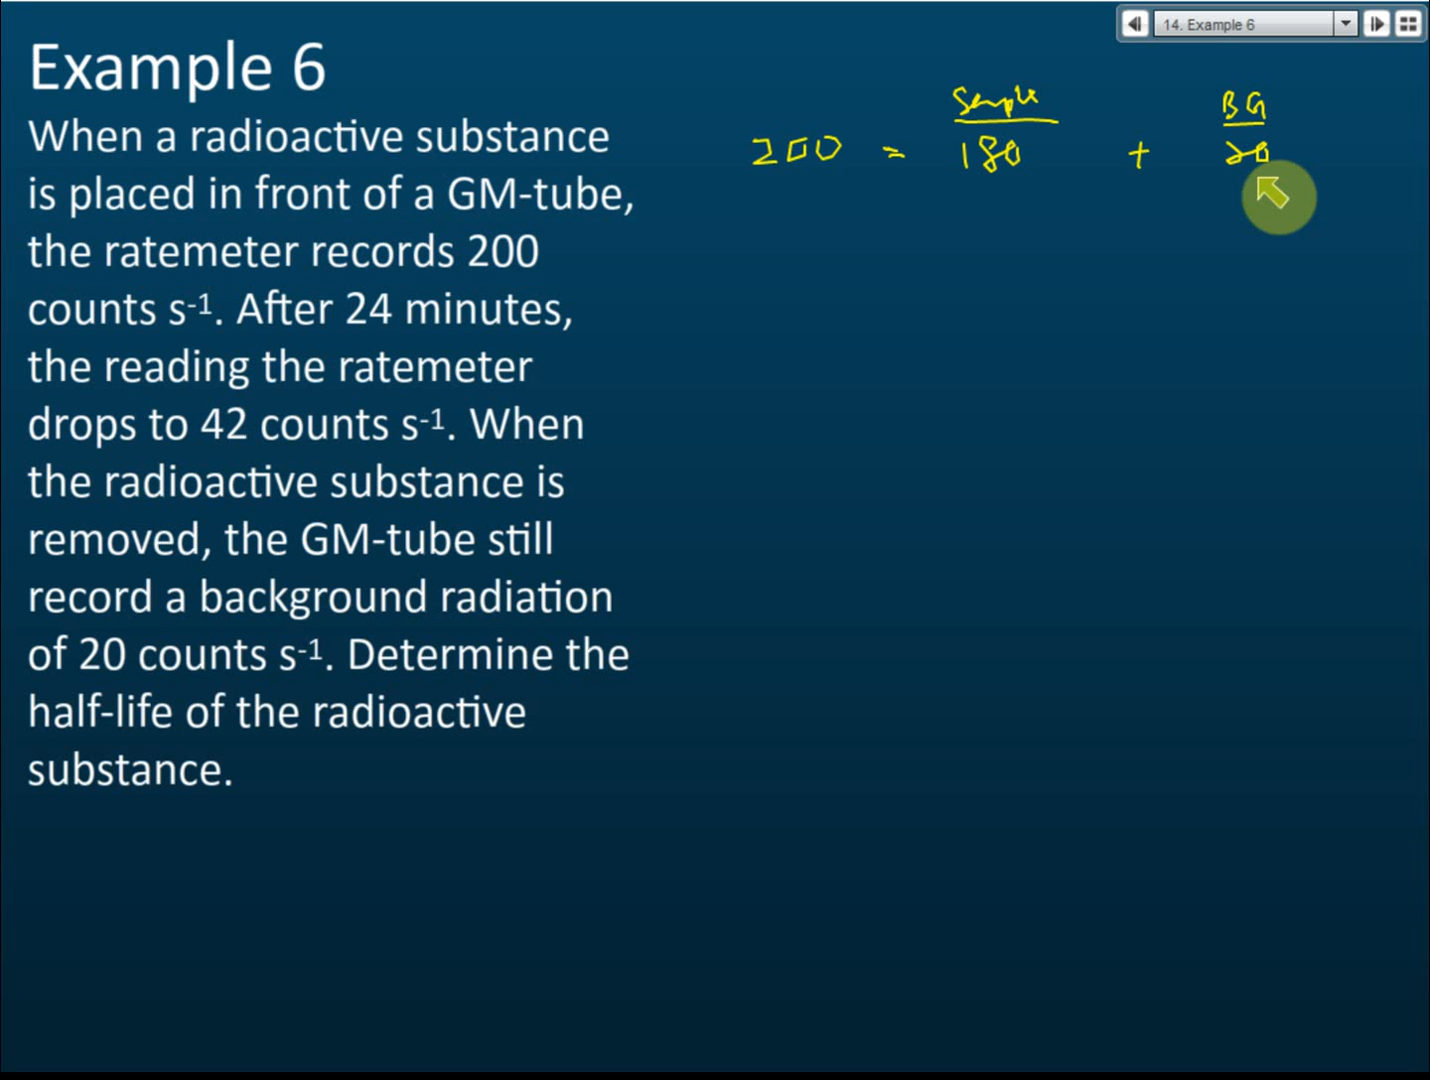 14. Example 6
Example 6
When a radioactive substance
is placed in front of a GM-tube,
the ratemeter records 200
counts s⁻¹. After 24 minutes,
the reading the ratemeter
drops to 42 counts s⁻¹. When
the radioactive substance is
removed, the GM-tube still
record a background radiation
of 20 counts s⁻¹. Determine the
half-life of the radioactive
substance.
Sample BG
200 = 180 + 20